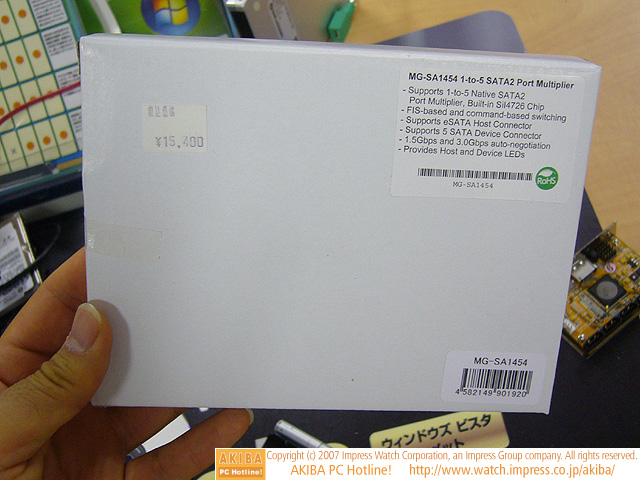 MG-SA1454 1-to-5 SATA2 Port Multiplier
- Supports 1-to-5 Native SATA2
Port Multiplier, Built-in SiI4726 Chip
- FIS-based and command-based switching
- Supports eSATA Host Connector
- Supports 5 SATA Device Connector
- 1.5Gbps and 3.0Gbps auto-negotiation
- Provides Host and Device LEDs
MG-SA1454
RoHS
¥15,400
MG-SA1454
4 582149 901920
ウィンドウズ ビスタ
AKIBA
PC Hotline!
Copyright (c) 2007 Impress Watch Corporation, an Impress Group company. All rights reserved.
AKIBA PC Hotline! http://www.watch.impress.co.jp/akiba/